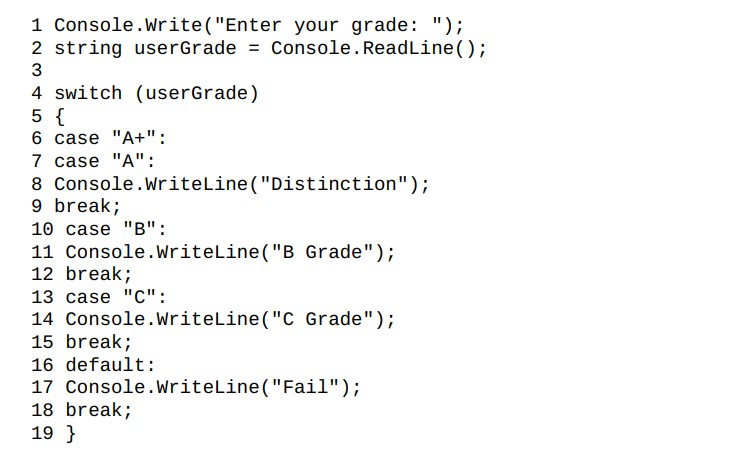 1 Console.Write("Enter your grade: ");
2 string userGrade = Console.ReadLine();
3
4 switch (userGrade)
5 {
6 case "A+":
7 case "A":
8 Console.WriteLine("Distinction");
9 break;
10 case "B":
11 Console.WriteLine("B Grade");
12 break;
13 case "C":
14 Console.WriteLine("C Grade");
15 break;
16 default:
17 Console.WriteLine("Fail");
18 break;
19 }